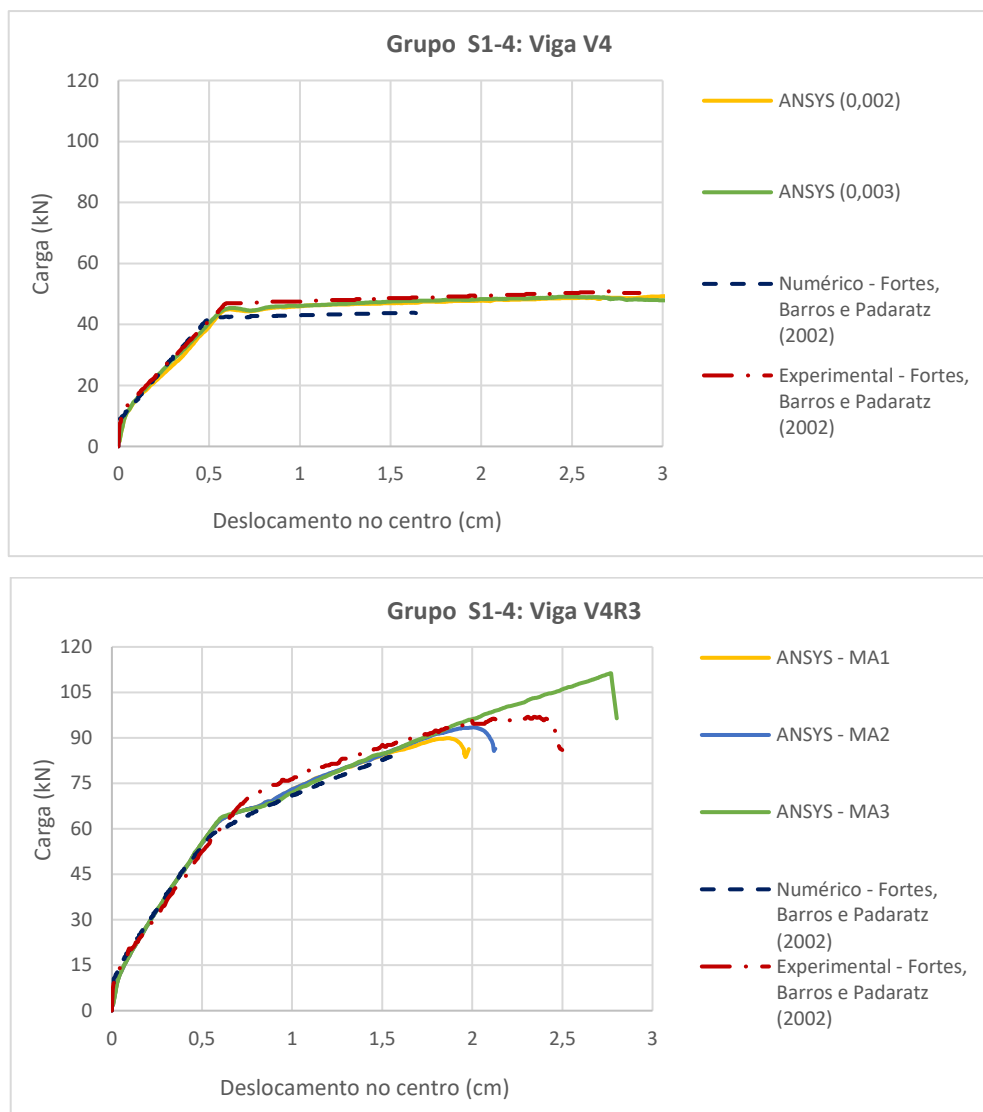 Grupo S1-4: Viga V4
120
100
80
60
40
20
0
Carga (kN)
0
0,5
1
1,5
2
2,5
3
Deslocamento no centro (cm)
ANSYS (0,002)
ANSYS (0,003)
Numérico - Fortes,
Barros e Padaratz
(2002)
Experimental - Fortes,
Barros e Padaratz
(2002)
Grupo S1-4: Viga V4R3
120
105
90
75
60
45
30
15
0
Carga (kN)
0
0,5
1
1,5
2
2,5
3
Deslocamento no centro (cm)
ANSYS - MA1
ANSYS - MA2
ANSYS - MA3
Numérico - Fortes,
Barros e Padaratz
(2002)
Experimental - Fortes,
Barros e Padaratz
(2002)